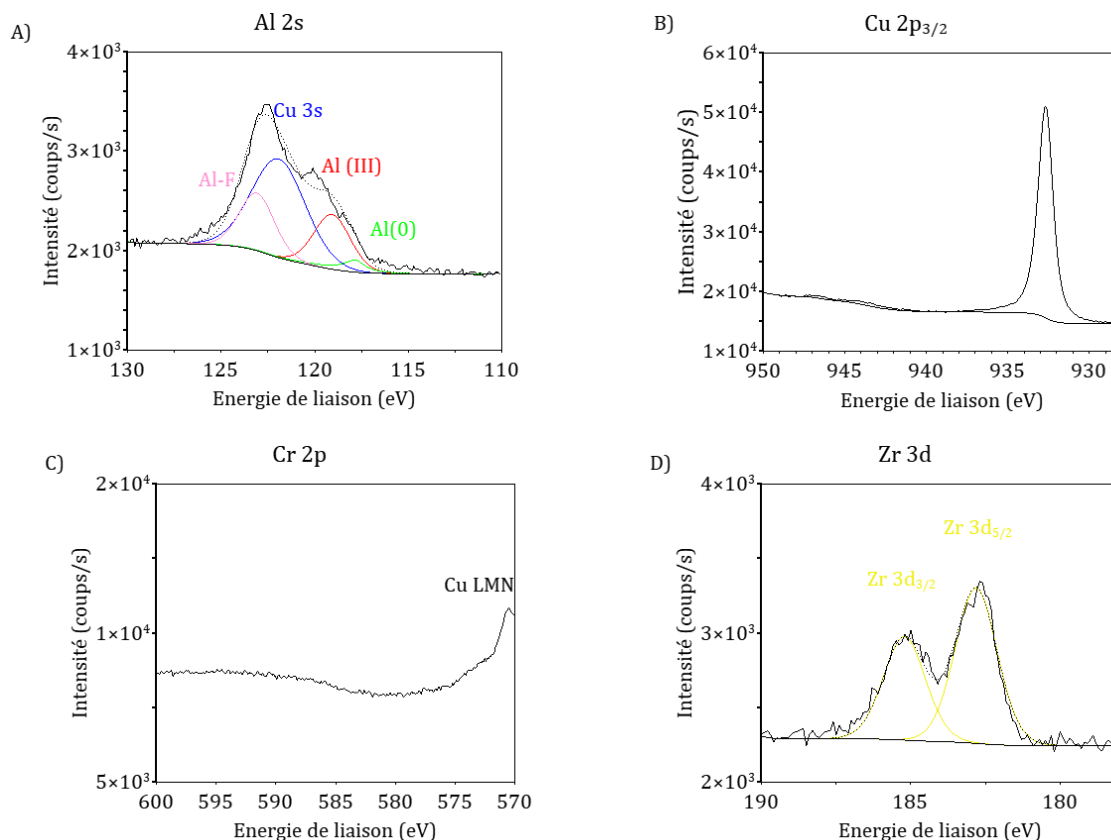 A)
Al 2s
4×10³
3×10³
2×10³
1×10³
Intensité (coups/s)
Cu 3s
Al (III)
Al-F
Al(0)
130 125 120 115 110
Energie de liaison (eV)
B)
Cu 2p3/2
6×10⁴
5×10⁴
4×10⁴
3×10⁴
2×10⁴
1×10⁴
Intensité (coups/s)
950 945 940 935 930
Energie de liaison (eV)
C)
Cr 2p
2×10⁴
1×10⁴
5×10³
Intensité (coups/s)
Cu LMN
600 595 590 585 580 575 570
Energie de liaison (eV)
D)
Zr 3d
4×10³
3×10³
2×10³
Intensité (coups/s)
Zr 3d5/2
Zr 3d3/2
190 185 180
Energie de liaison (eV)